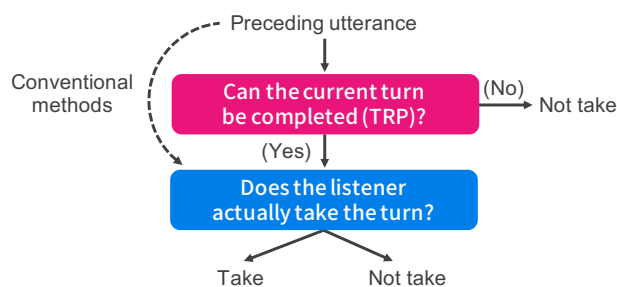 Preceding utterance
Conventional
methods
Can the current turn
be completed (TRP)?
(No)
Not take
(Yes)
Does the listener
actually take the turn?
Take
Not take